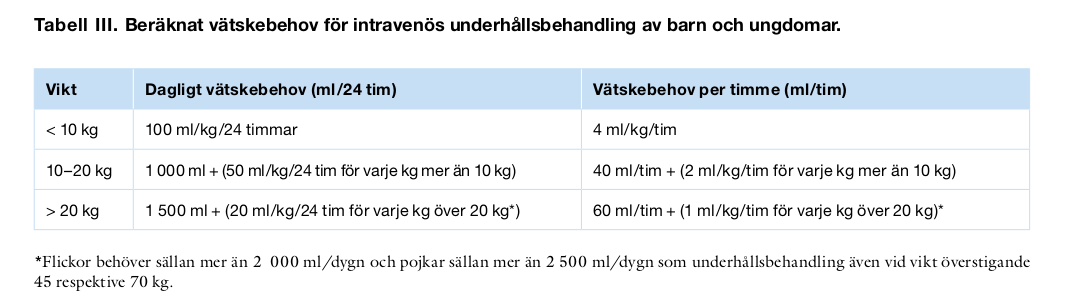 Tabell III. Beräknat vätskebehov för intravenös underhållsbehandling av barn och ungdomar.
Vikt Dagligt vätskebehov (ml/24 tim) Vätskebehov per timme (ml/tim)
< 10 kg 100 ml/kg/24 timmar 4 ml/kg/tim
10–20 kg 1 000 ml + (50 ml/kg/24 tim för varje kg mer än 10 kg) 40 ml/tim + (2 ml/kg/tim för varje kg mer än 10 kg)
> 20 kg 1 500 ml + (20 ml/kg/24 tim för varje kg över 20 kg*) 60 ml/tim + (1 ml/kg/tim för varje kg över 20 kg)*
*Flickor behöver sällan mer än 2 000 ml/dygn och pojkar sällan mer än 2 500 ml/dygn som underhållsbehandling även vid vikt överstigande
45 respektive 70 kg.